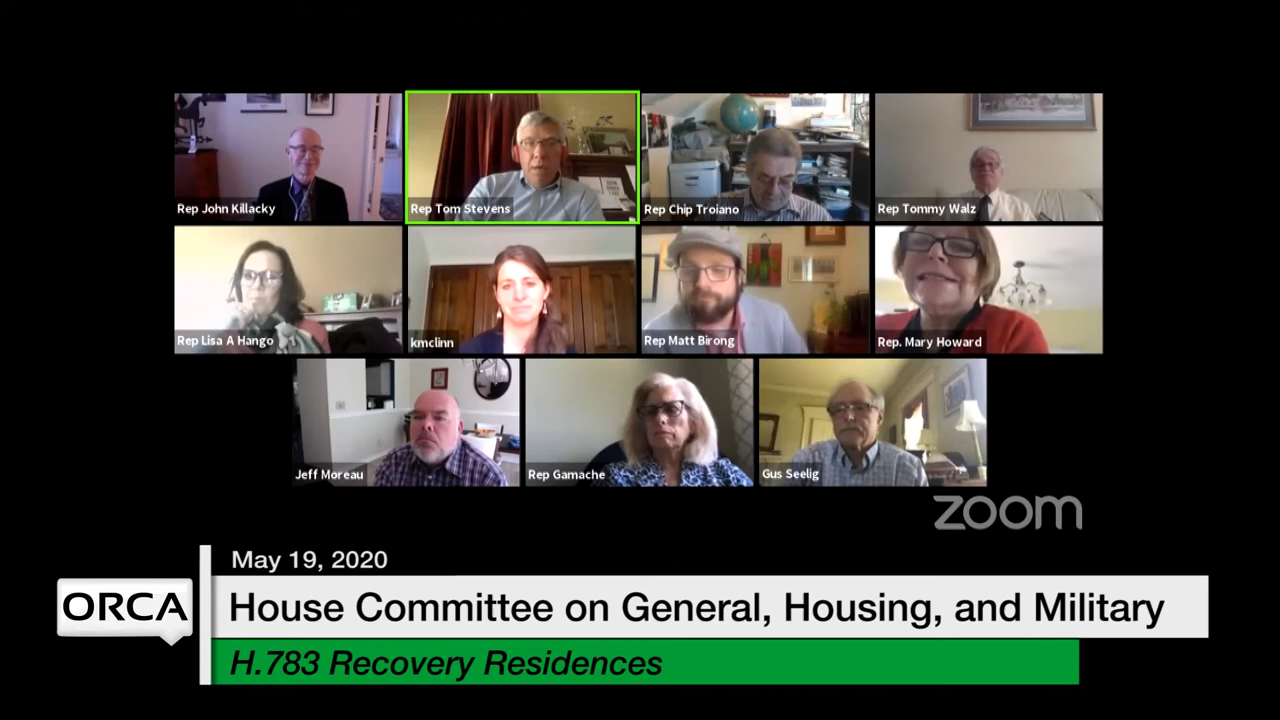 Rep John Killacky
Rep Tom Stevens
Rep Chip Troiano
Rep Tommy Walz
Rep Lisa A Hango
kmclinn
Rep Matt Birong
Rep. Mary Howard
Jeff Moreau
Rep Gamache
Gus Seelig
zoom
May 19, 2020
ORCA
House Committee on General, Housing, and Military
H.783 Recovery Residences